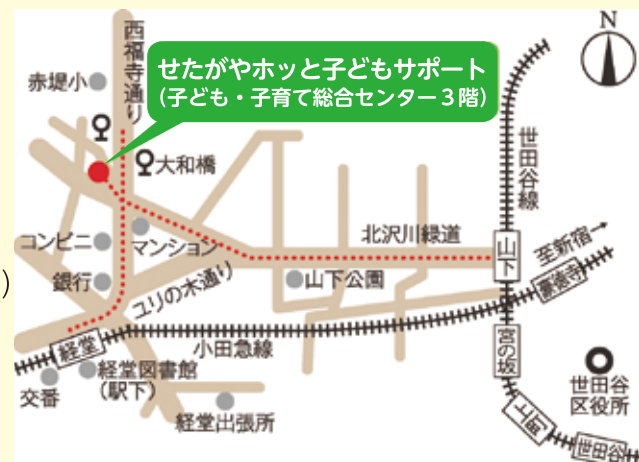 西福寺通り
N
せたがやホッと子どもサポート
(子ども・子育て総合センター3階)
赤堤小
大和橋
世田谷線
コンビニ
マンション
北沢川緑道
山下
至新宿→
銀行
ユリの木通り
山下公園
豪徳寺
)
経堂
小田急線
宮の坂
経堂図書館
(駅下)
交番
経堂出張所
世田谷
区役所
上町
世田谷